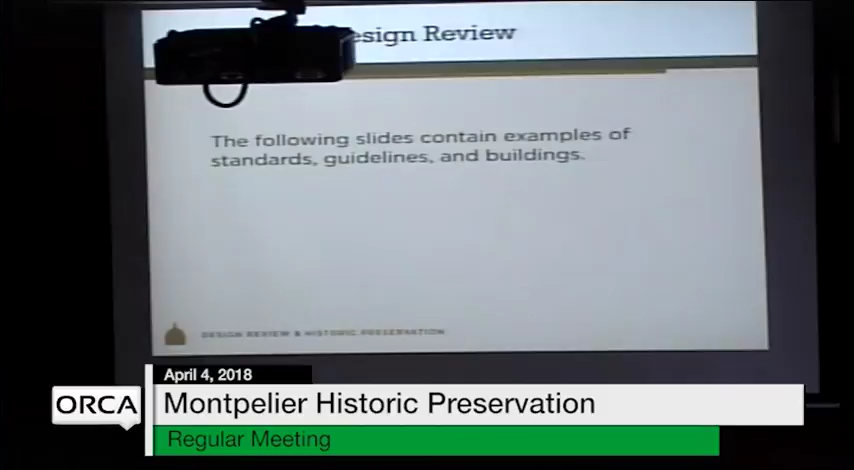 esign Review
The following slides contain examples of
standards, guidelines, and buildings.
DESIGN REVIEW & HISTORIC PRESERVATION
April 4, 2018
ORCA
Montpelier Historic Preservation
Regular Meeting